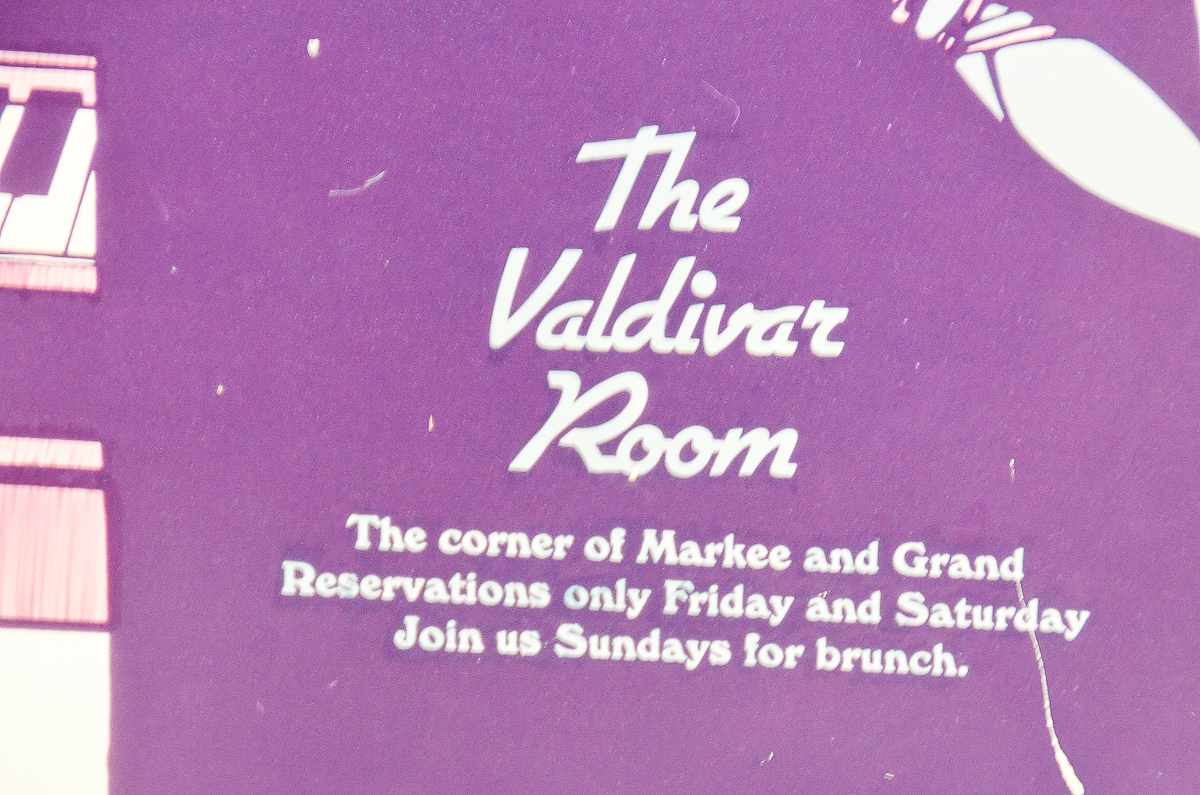 The
Valdivar
Room
The corner of Markee and Grand
Reservations only Friday and Saturday
Join us Sundays for brunch.